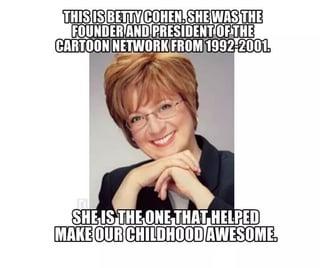 THIS IS BETTY COHEN. SHE WAS THE
FOUNDER AND PRESIDENT OF THE
CARTOON NETWORK FROM 1992-2001.
SHE IS THE ONE THAT HELPED
MAKE OUR CHILDHOOD AWESOME.